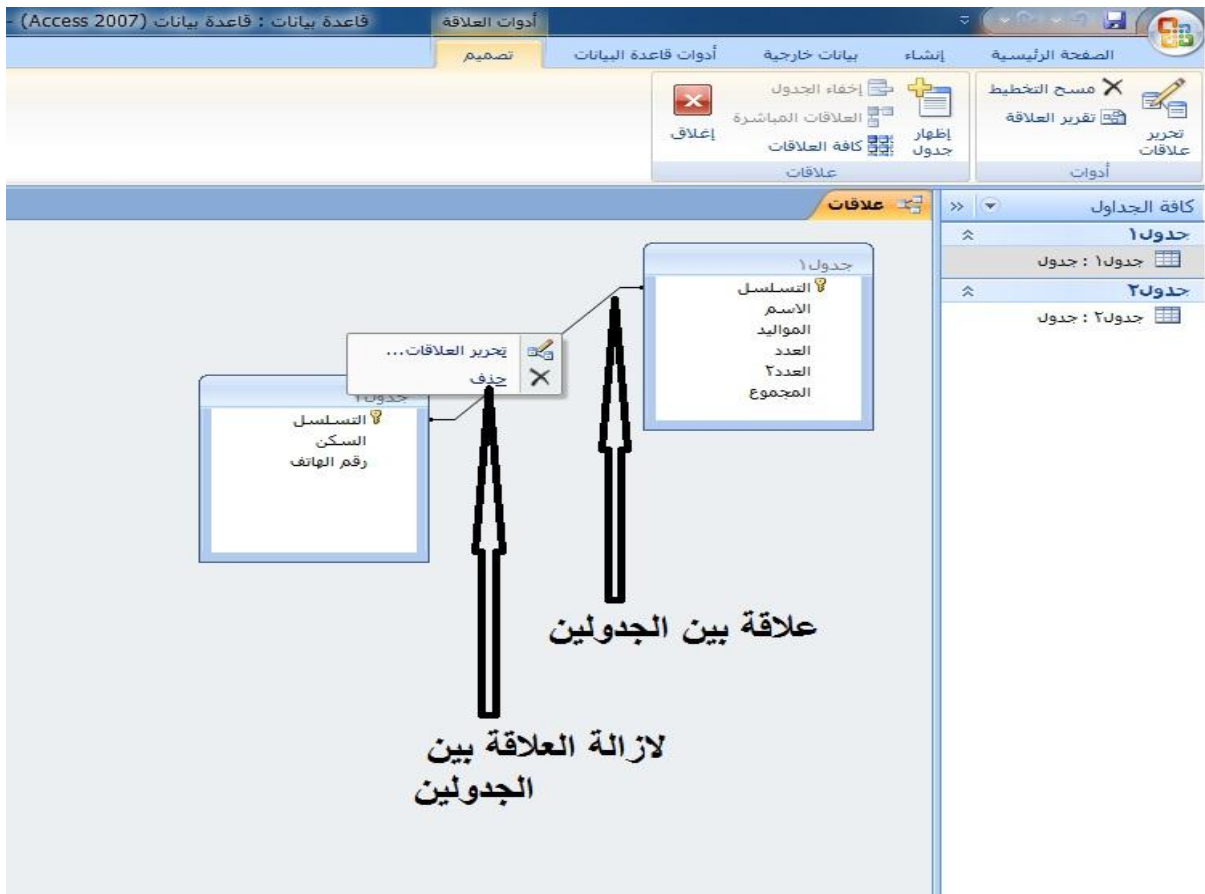 أدوات العلاقة
قاعدة بيانات : قاعدة بيانات (Access 2007) -
الصفحة الرئيسية
إنشاء
بيانات خارجية
أدوات قاعدة البيانات
تصميم
تحرير
علاقات
مسح التخطيط
تقرير العلاقة
أدوات
إظهار
جدول
إخفاء الجدول
العلاقات المباشرة
كافة العلاقات
إغلاق
علاقات
كافة الجداول
جدول١
جدول١ : جدول
جدول٢
جدول٢ : جدول
علاقات
جدول١
التسلسل
الاسم
المواليد
العدد
العدد٢
المجموع
تحرير العلاقات...
حذف
التسلسل
السكن
رقم الهاتف
علاقة بين الجدولين
لازالة العلاقة بين
الجدولين